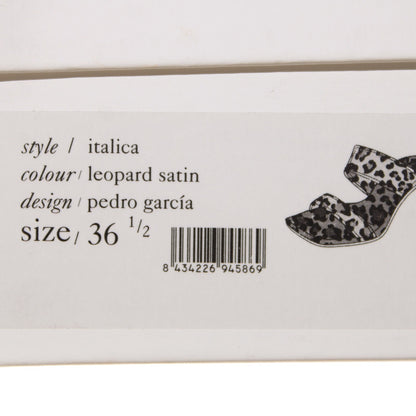 style / italica
colour / leopard satin
design / pedro garcía
size / 36 1/2
8 434226 945869